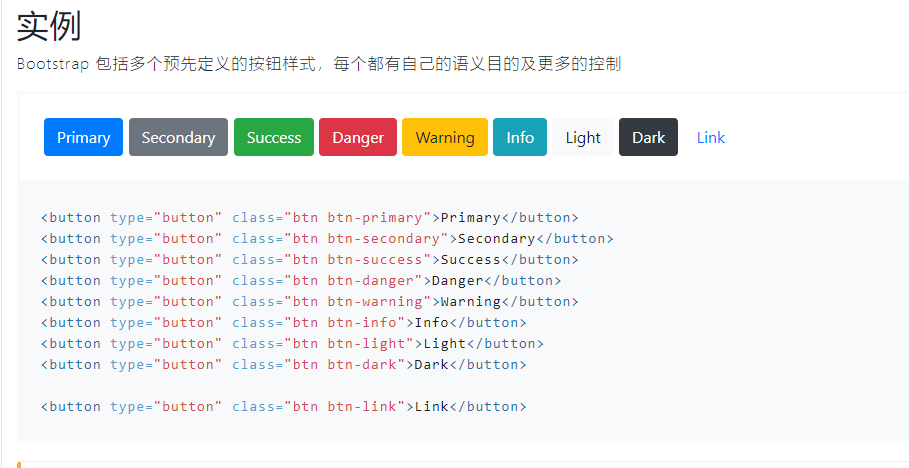 实例
Bootstrap 包括多个预先定义的按钮样式，每个都有自己的语义目的及更多的控制
Primary Secondary Success Danger Warning Info Light Dark Link
<button type="button" class="btn btn-primary">Primary</button>
<button type="button" class="btn btn-secondary">Secondary</button>
<button type="button" class="btn btn-success">Success</button>
<button type="button" class="btn btn-danger">Danger</button>
<button type="button" class="btn btn-warning">Warning</button>
<button type="button" class="btn btn-info">Info</button>
<button type="button" class="btn btn-light">Light</button>
<button type="button" class="btn btn-dark">Dark</button>
<button type="button" class="btn btn-link">Link</button>